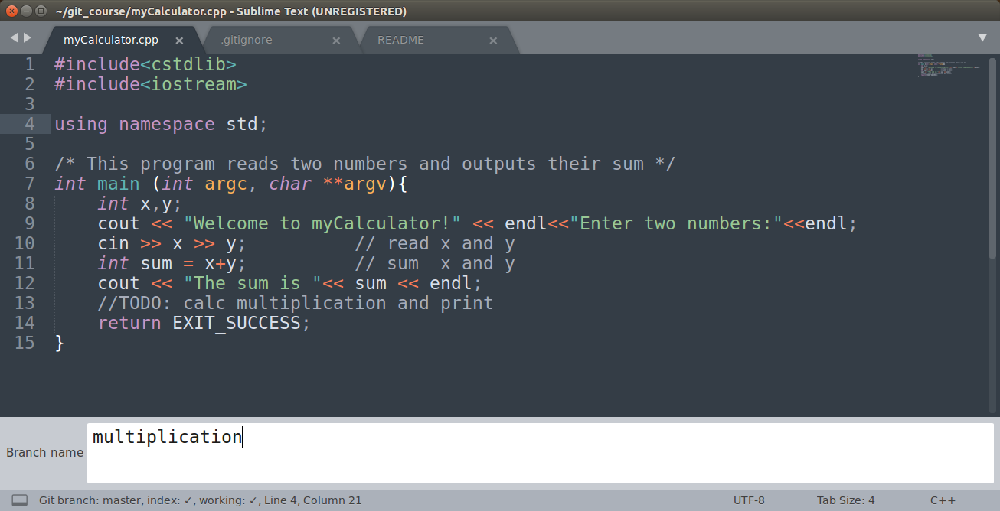 ~/git_course/myCalculator.cpp - Sublime Text (UNREGISTERED)
myCalculator.cpp × .gitignore × README ×
1 #include<cstdlib>
2 #include<iostream>
3
4 using namespace std;
5
6 /* This program reads two numbers and outputs their sum */
7 int main (int argc, char **argv){
8 int x,y;
9 cout << "Welcome to myCalculator!" << endl<<"Enter two numbers:"<<endl;
10 cin >> x >> y; // read x and y
11 int sum = x+y; // sum  x and y
12 cout << "The sum is "<< sum << endl;
13 //TODO: calc multiplication and print
14 return EXIT_SUCCESS;
15 }
Branch name multiplication
Git branch: master, index: ✓, working: ✓, Line 4, Column 21 UTF-8 Tab Size: 4 C++